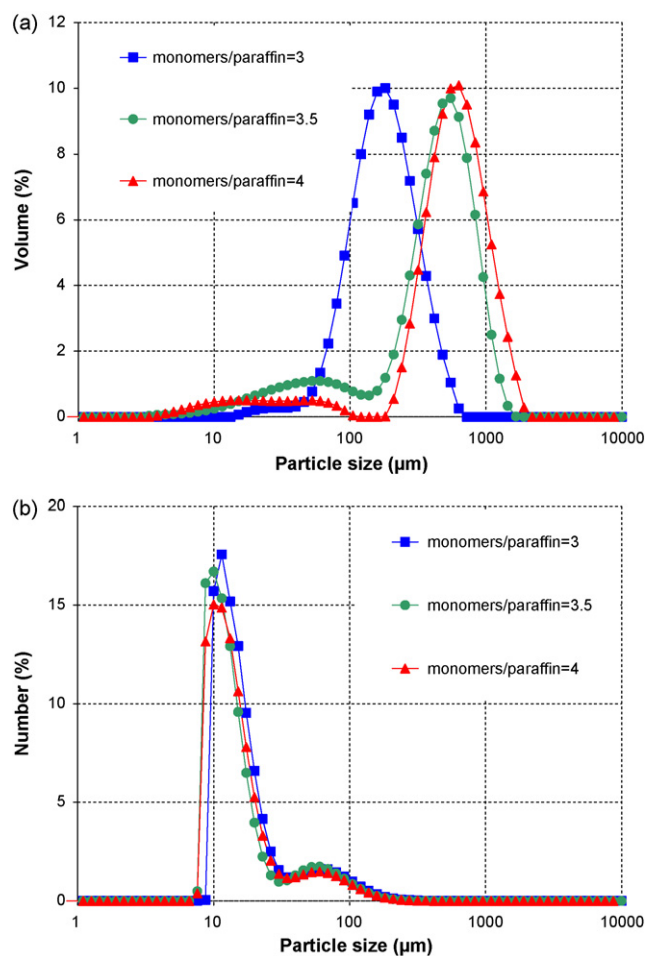 (a)
12
10
8
6
4
2
0
Volume (%)
monomers/paraffin=3
monomers/paraffin=3.5
monomers/paraffin=4
1 10 100 1000 10000
Particle size (µm)
(b)
20
15
10
5
0
Number (%)
monomers/paraffin=3
monomers/paraffin=3.5
monomers/paraffin=4
1 10 100 1000 10000
Particle size (µm)